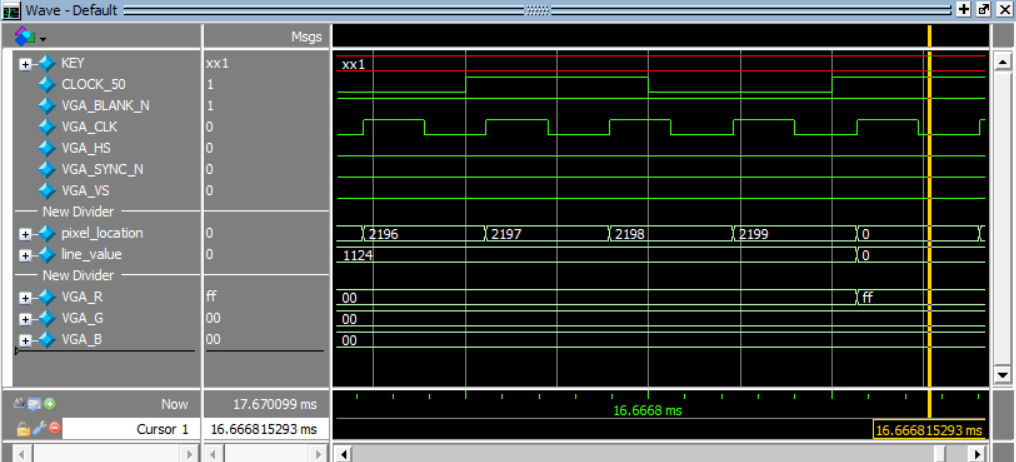 Wave - Default
Msgs
KEY xx1 xx1
CLOCK_50 1
VGA_BLANK_N 1
VGA_CLK 0
VGA_HS 0
VGA_SYNC_N 0
VGA_VS 0
New Divider
pixel_location 0 2196 2197 2198 2199 0
line_value 0 1124 0
New Divider
VGA_R ff 00 ff
VGA_G 00 00
VGA_B 00 00
Now 17.670099 ms 16.6668 ms
Cursor 1 16.666815293 ms 16.666815293 ms